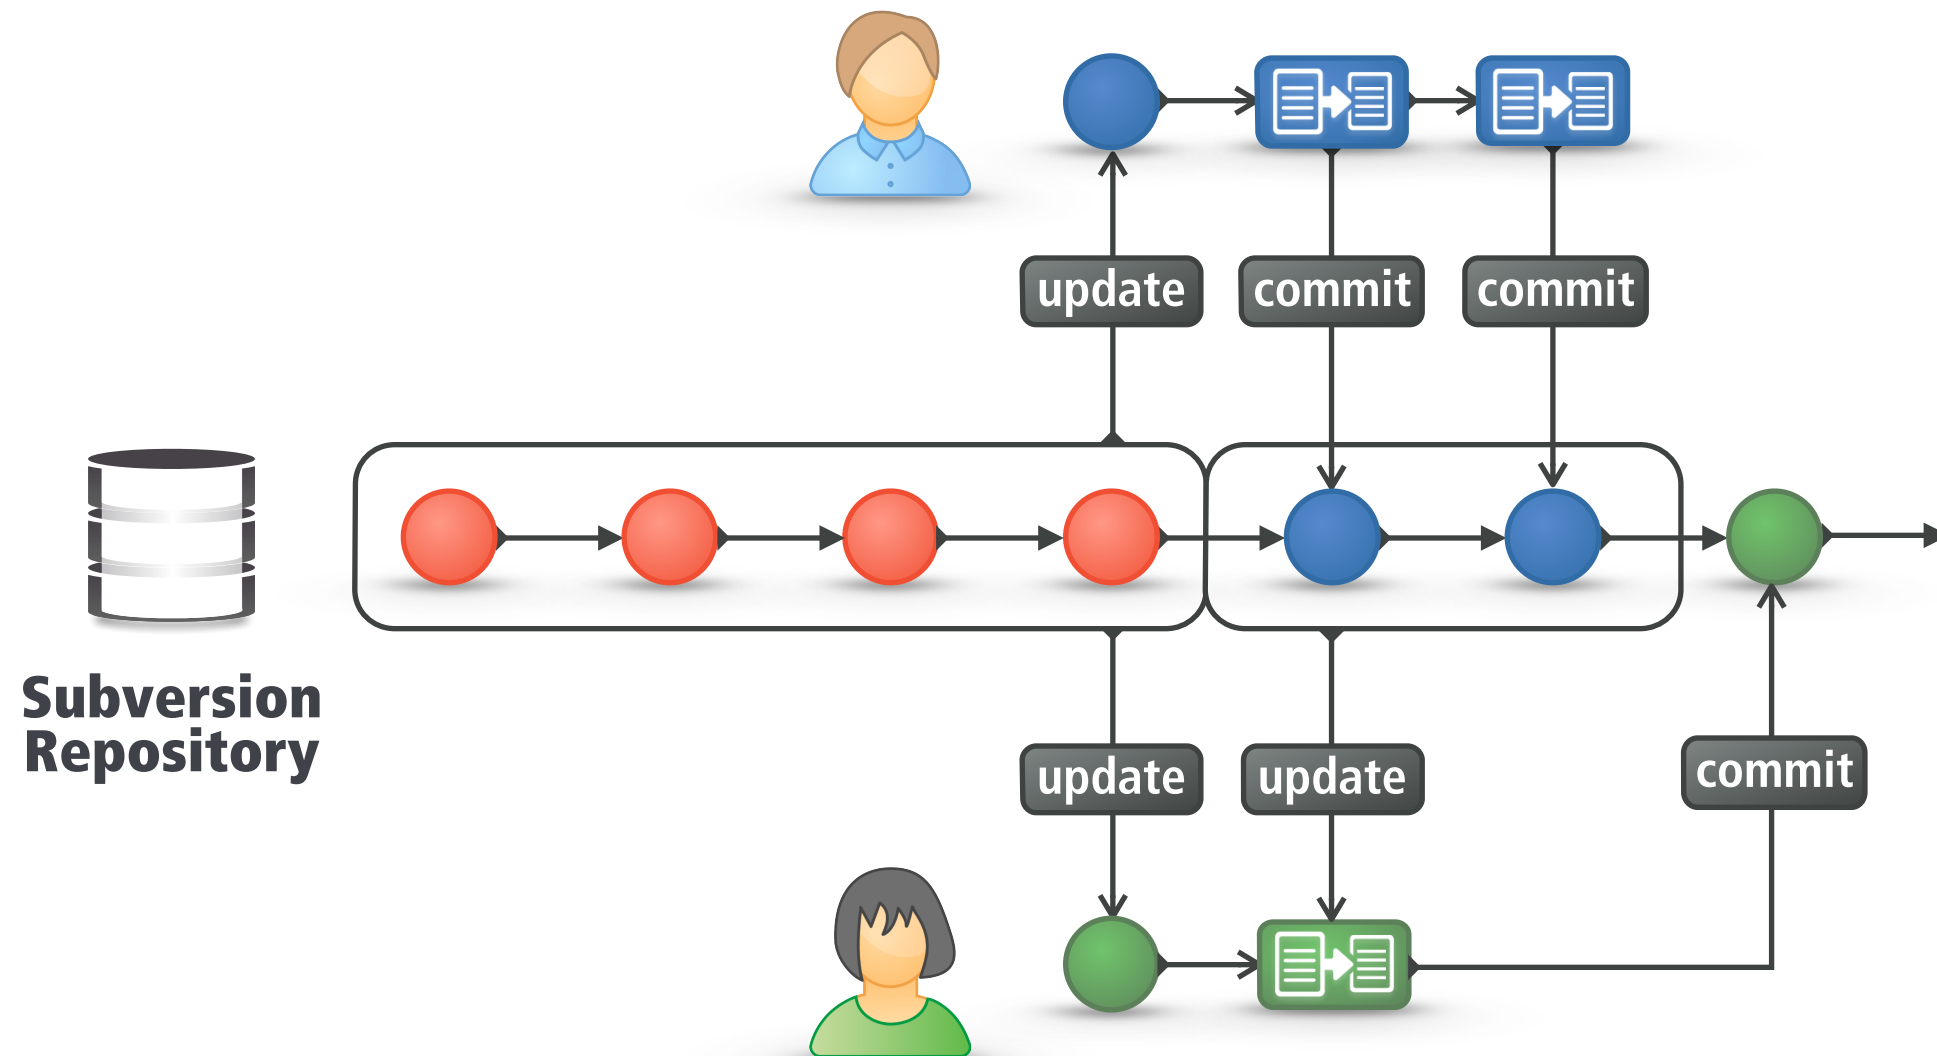 update
commit
commit
Subversion
Repository
update
update
commit